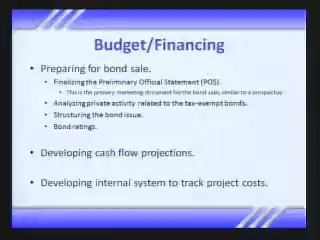 Budget/Financing
• Preparing for bond sale.
• Finalizing the Preliminary Official Statement (POS).
• This is the primary marketing document for the bond sale, similar to a prospectus.
• Analyzing private activity related to the tax-exempt bonds.
• Structuring the bond issue.
• Bond ratings.
• Developing cash flow projections.
• Developing internal system to track project costs.